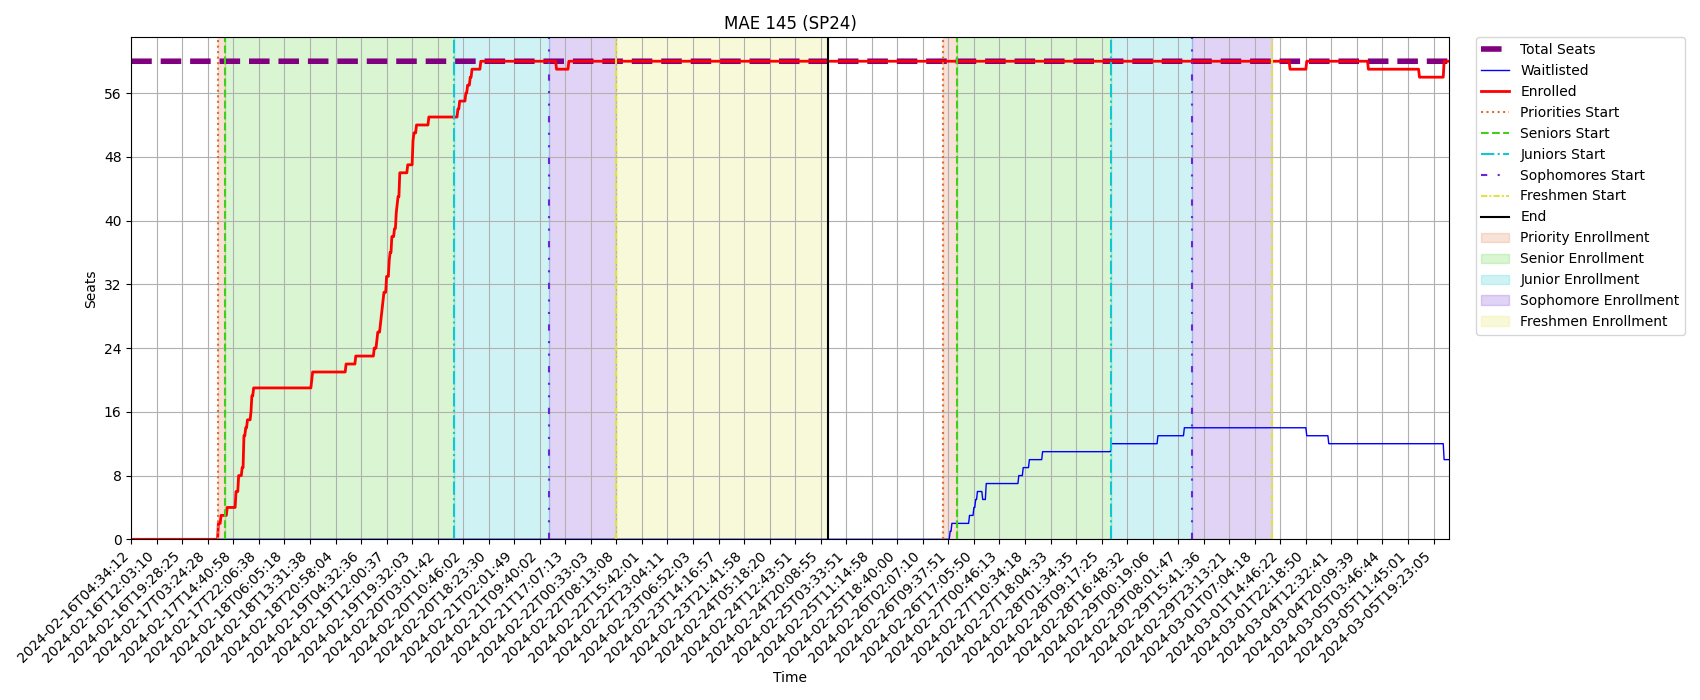 MAE 145 (SP24)
Seats
56
48
40
32
24
16
8
0
2024-02-16T04:34:12
2024-02-16T12:03:10
2024-02-16T19:28:25
2024-02-17T03:24:28
2024-02-17T14:40:58
2024-02-17T22:06:38
2024-02-18T06:05:18
2024-02-18T13:31:38
2024-02-18T20:58:04
2024-02-19T04:32:36
2024-02-19T12:00:37
2024-02-19T19:32:03
2024-02-20T03:01:42
2024-02-20T10:46:02
2024-02-20T18:23:30
2024-02-21T02:01:49
2024-02-21T09:40:02
2024-02-21T17:07:13
2024-02-22T00:33:03
2024-02-22T08:13:08
2024-02-22T15:42:01
2024-02-22T23:04:11
2024-02-23T06:52:03
2024-02-23T14:16:57
2024-02-23T21:41:58
2024-02-24T05:18:20
2024-02-24T12:43:51
2024-02-24T20:08:55
2024-02-25T03:33:51
2024-02-25T11:14:58
2024-02-25T18:40:00
2024-02-26T02:07:10
2024-02-26T09:37:51
2024-02-26T17:05:50
2024-02-27T00:46:13
2024-02-27T10:34:18
2024-02-27T18:04:33
2024-02-28T01:34:35
2024-02-28T09:17:25
2024-02-28T16:48:32
2024-02-29T00:19:06
2024-02-29T08:01:47
2024-02-29T15:41:36
2024-02-29T23:13:21
2024-03-01T07:04:18
2024-03-01T14:46:22
2024-03-01T22:18:50
2024-03-04T12:32:41
2024-03-04T20:09:39
2024-03-05T03:46:44
2024-03-05T11:45:01
2024-03-05T19:23:05
Time
Total Seats
Waitlisted
Enrolled
Priorities Start
Seniors Start
Juniors Start
Sophomores Start
Freshmen Start
End
Priority Enrollment
Senior Enrollment
Junior Enrollment
Sophomore Enrollment
Freshmen Enrollment